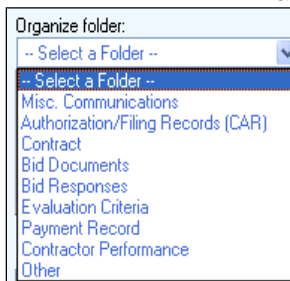 Organize folder:
-- Select a Folder --
-- Select a Folder --
Misc. Communications
Authorization/Filing Records (CAR)
Contract
Bid Documents
Bid Responses
Evaluation Criteria
Payment Record
Contractor Performance
Other